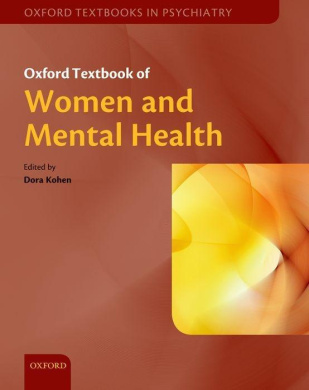 OXFORD TEXTBOOKS IN PSYCHIATRY
Oxford Textbook of
Women and
Mental Health
Edited by
Dora Kohen
OXFORD